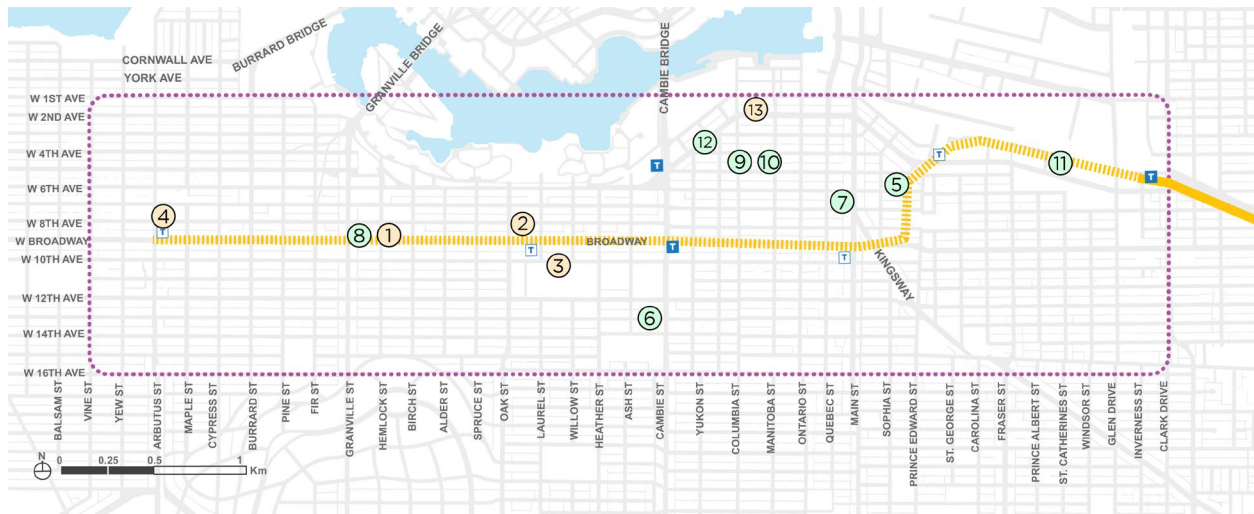 CORNWALL AVE
YORK AVE
BURRARD BRIDGE
GRANVILLE BRIDGE
CAMBIE BRIDGE
W 1ST AVE
W 2ND AVE
W 4TH AVE
W 6TH AVE
W 8TH AVE
W BROADWAY
W 10TH AVE
W 12TH AVE
W 14TH AVE
W 16TH AVE
13
12
9
10
11
5
7
4
8
1
2
3
6
T
T
T
T
T
T
T
BROADWAY
KINGSWAY
BALSAM ST
VINE ST
YEW ST
ARBUTUS ST
MAPLE ST
CYPRESS ST
BURRARD ST
PINE ST
FIR ST
GRANVILLE ST
HEMLOCK ST
BIRCH ST
ALDER ST
SPRUCE ST
OAK ST
LAUREL ST
WILLOW ST
HEATHER ST
ASH ST
CAMBIE ST
YUKON ST
COLUMBIA ST
MANITOBA ST
ONTARIO ST
QUEBEC ST
MAIN ST
SOPHIA ST
PRINCE EDWARD ST
ST. GEORGE ST
CAROLINA ST
FRASER ST
PRINCE ALBERT ST
ST. CATHERINES ST
WINDSOR ST
GLEN DRIVE
INVERNESS ST
CLARK DRIVE
N
0 0.25 0.5 1
Km